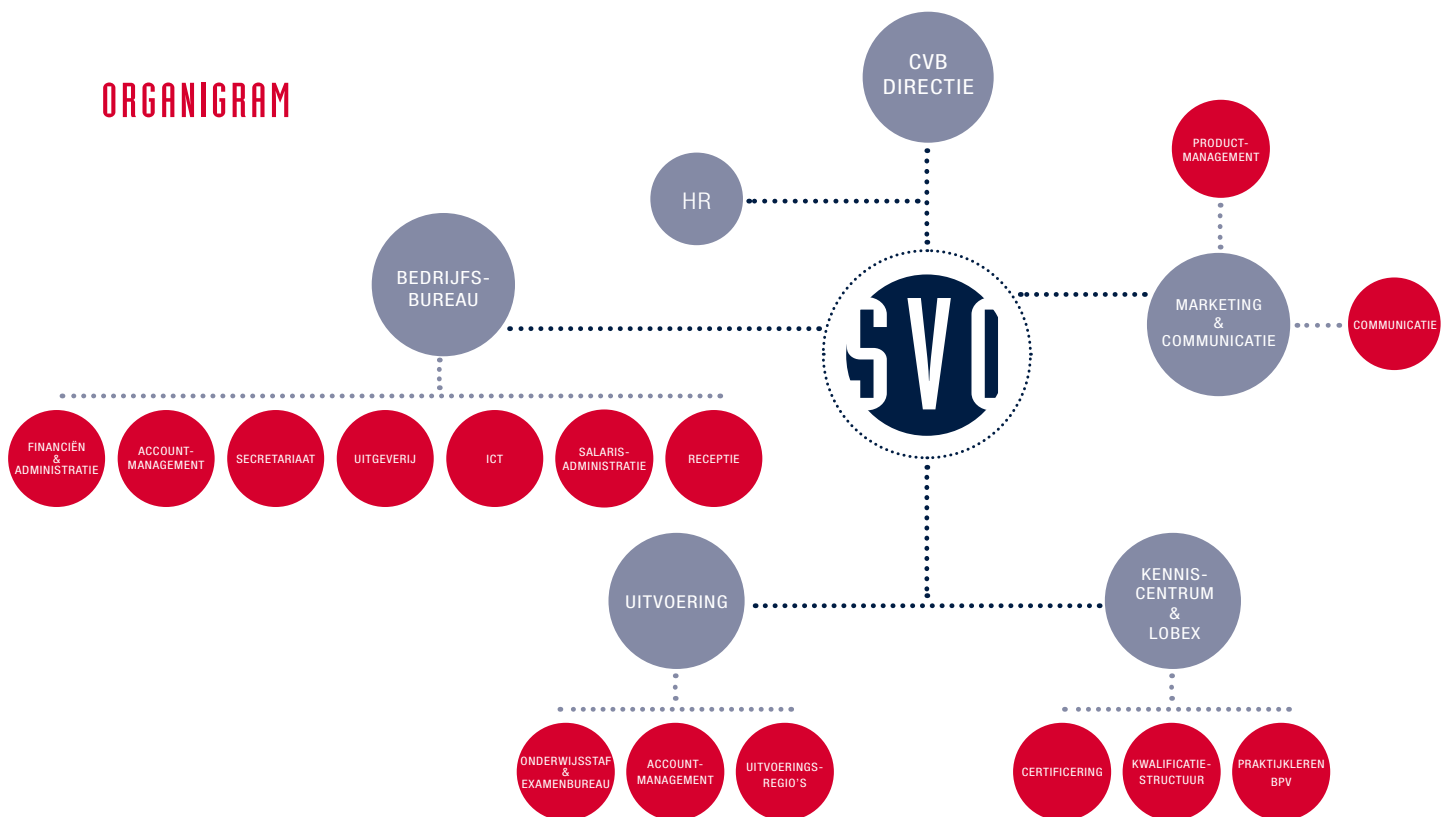 ORGANIGRAM
CVB
DIRECTIE
HR
BEDRIJFS-
BUREAU
PRODUCT-
MANAGEMENT
MARKETING
&
COMMUNICATIE
COMMUNICATIE
SVO
FINANCIËN
&
ADMINISTRATIE
ACCOUNT-
MANAGEMENT
SECRETARIAAT
UITGEVERIJ
ICT
SALARIS-
ADMINISTRATIE
RECEPTIE
UITVOERING
KENNIS-
CENTRUM
&
LOBEX
ONDERWIJSSTAF
&
EXAMENBUREAU
ACCOUNT-
MANAGEMENT
UITVOERINGS-
REGIO'S
CERTIFICERING
KWALIFICATIE-
STRUCTUUR
PRAKTIJKLEREN
BPV